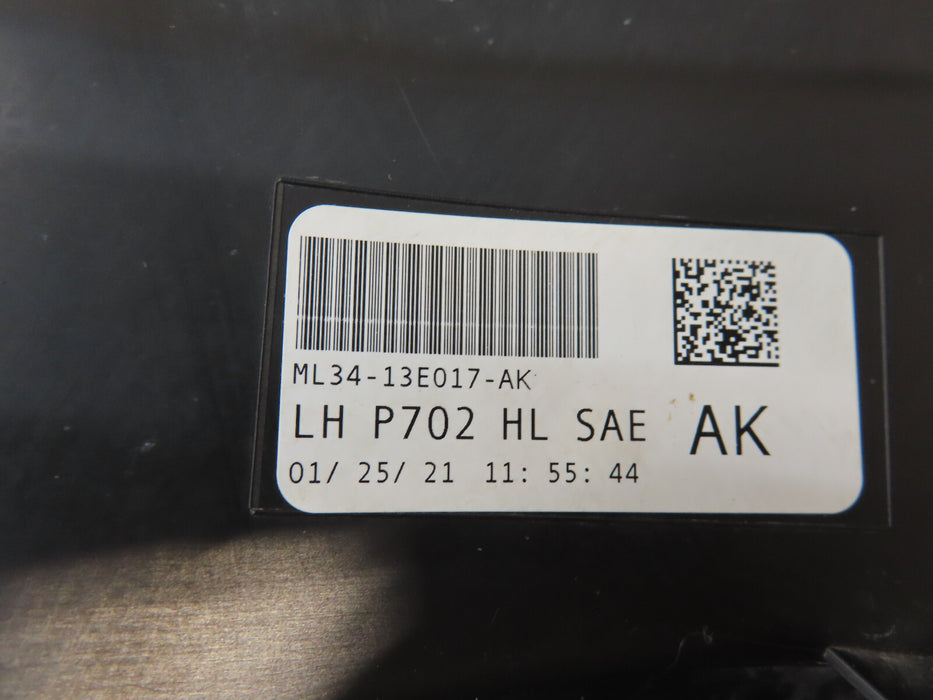 ML34-13E017-AK
LH P702 HL SAE AK
01/ 25/ 21 11: 55: 44